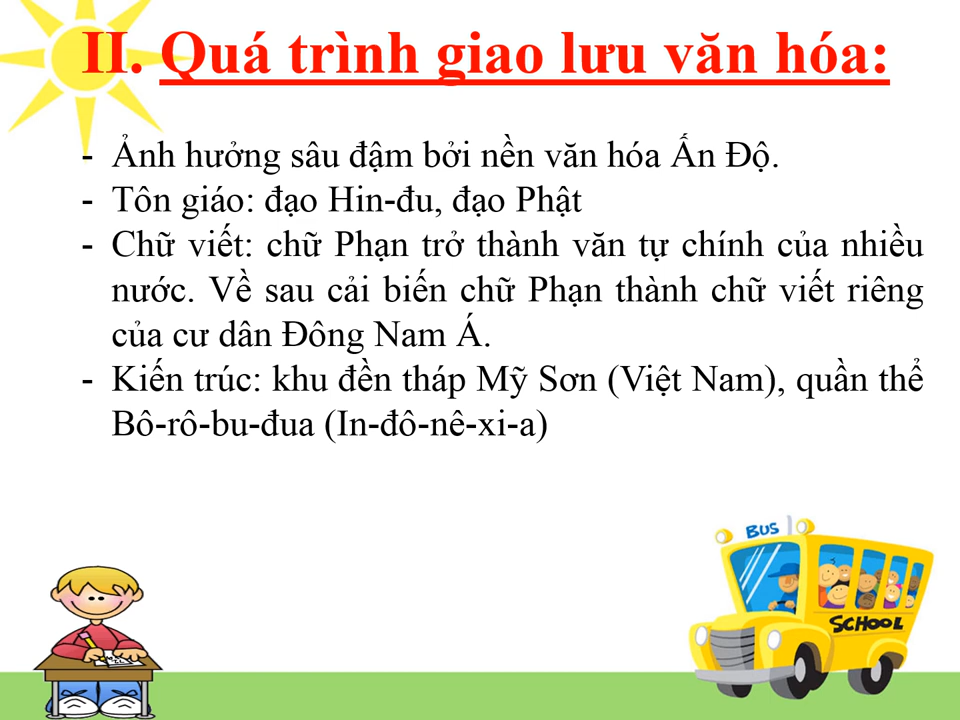 II. Quá trình giao lưu văn hóa:
- Ảnh hưởng sâu đậm bởi nền văn hóa Ấn Độ.
- Tôn giáo: đạo Hin-đu, đạo Phật
- Chữ viết: chữ Phạn trở thành văn tự chính của nhiều
nước. Về sau cải biến chữ Phạn thành chữ viết riêng
của cư dân Đông Nam Á.
- Kiến trúc: khu đền tháp Mỹ Sơn (Việt Nam), quần thể
Bô-rô-bu-đua (In-đô-nê-xi-a)
BUS
SCHOOL